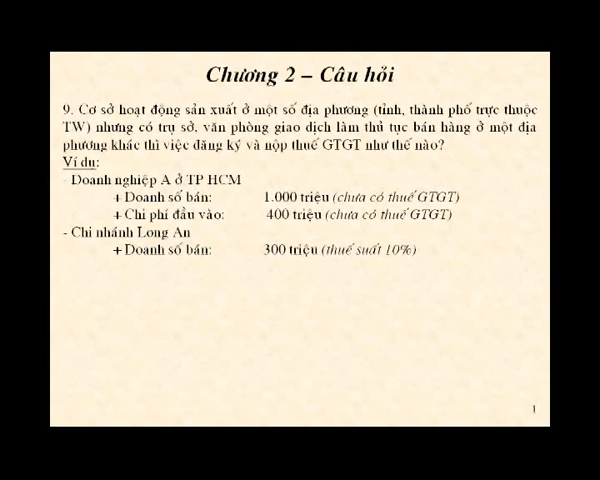 Chương 2 – Câu hỏi
9. Cơ sở hoạt động sản xuất ở một số địa phương (tỉnh, thành phố trực thuộc
TW) nhưng có trụ sở, văn phòng giao dịch làm thủ tục bán hàng ở một địa
phương khác thì việc đăng ký và nộp thuế GTGT như thế nào?
Ví dụ:
- Doanh nghiệp A ở TP HCM
+ Doanh số bán: 1.000 triệu (chưa có thuế GTGT)
+ Chi phí đầu vào: 400 triệu (chưa có thuế GTGT)
- Chi nhánh Long An
+ Doanh số bán: 300 triệu (thuế suất 10%)
1